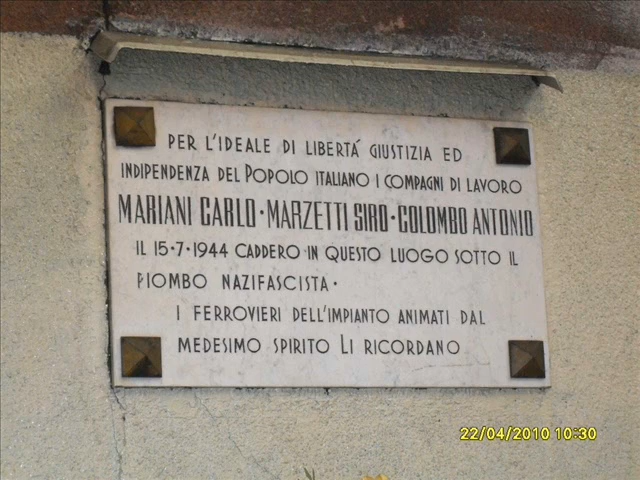 PER L'IDEALE DI LIBERTÁ GIUSTIZIA ED
INDIPENDENZA DEL POPOLO ITALIANO I COMPAGNI DI LAVORO
MARIANI CARLO·MARZETTI SIRO·COLOMBO ANTONIO
IL 15·7·1944 CADDERO IN QUESTO LUOGO SOTTO IL
PIOMBO NAZIFASCISTA·
I FERROVIERI DELL'IMPIANTO ANIMATI DAL
MEDESIMO SPIRITO LI RICORDANO
22/04/2010 10:30